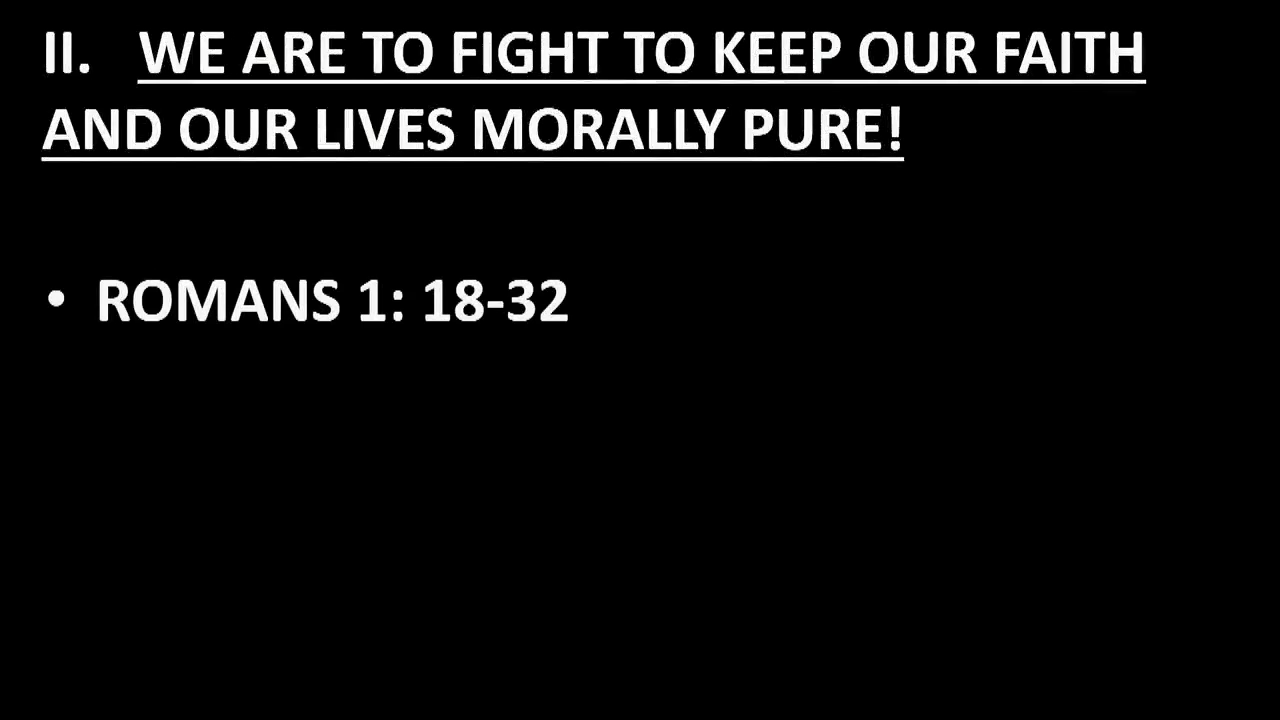 II. WE ARE TO FIGHT TO KEEP OUR FAITH
AND OUR LIVES MORALLY PURE!
• ROMANS 1: 18-32